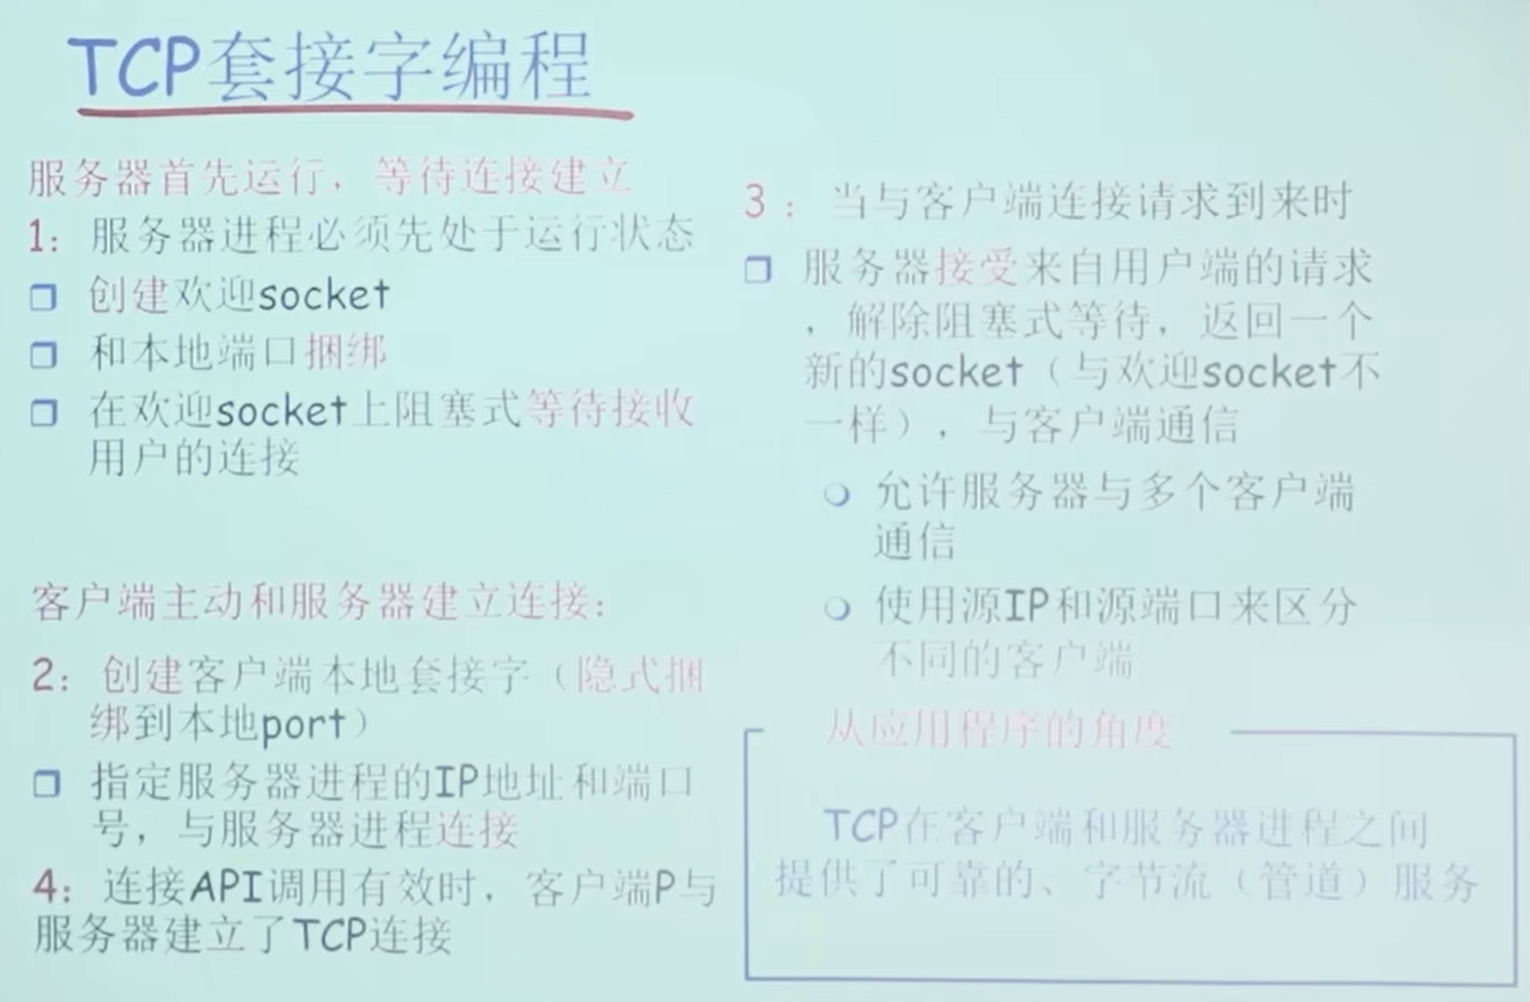 TCP套接字编程
服务器首先运行，等待连接建立
1：服务器进程必须先处于运行状态
创建欢迎socket
和本地端口捆绑
在欢迎socket上阻塞式等待接收
用户的连接
客户端主动和服务器建立连接：
2：创建客户端本地套接字（隐式捆
绑到本地port）
指定服务器进程的IP地址和端口
号，与服务器进程连接
4：连接API调用有效时，客户端P与
服务器建立了TCP连接
3：当与客户端连接请求到来时
服务器接受来自用户端的请求
，解除阻塞式等待，返回一个
新的socket（与欢迎socket不
一样），与客户端通信
允许服务器与多个客户端
通信
使用源IP和源端口来区分
不同的客户端
从应用程序的角度
TCP在客户端和服务器进程之间
提供了可靠的、字节流（管道）服务